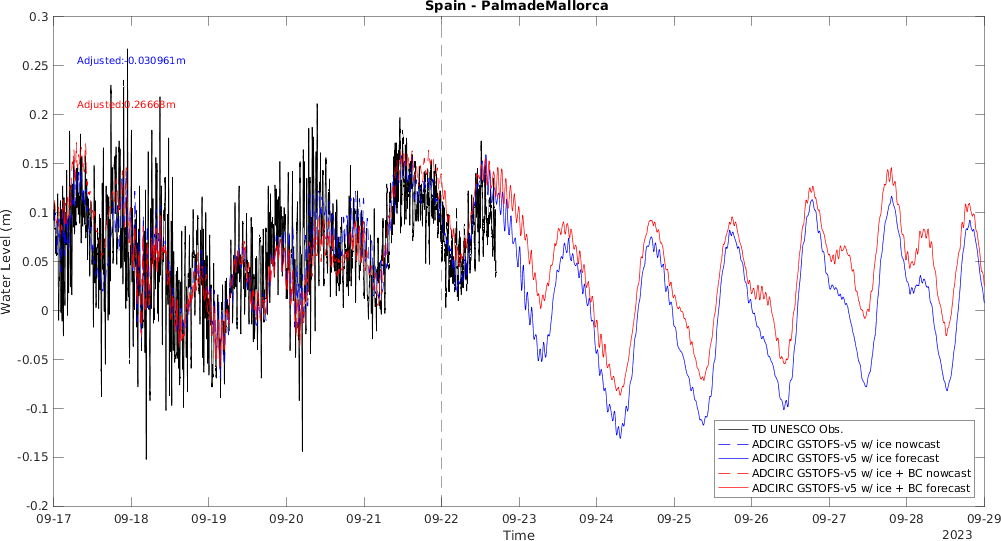 Spain - PalmadeMallorca
Adjusted:-0.030961m
Adjusted:0.26663m
Water Level (m)
0.3
0.25
0.2
0.15
0.1
0.05
0
-0.05
-0.1
-0.15
-0.2
TD UNESCO Obs.
ADCIRC GSTOFS-v5 w/ ice nowcast
ADCIRC GSTOFS-v5 w/ ice forecast
ADCIRC GSTOFS-v5 w/ ice + BC nowcast
ADCIRC GSTOFS-v5 w/ ice + BC forecast
09-17 09-18 09-19 09-20 09-21 09-22 09-23 09-24 09-25 09-26 09-27 09-28 09-29
Time
2023